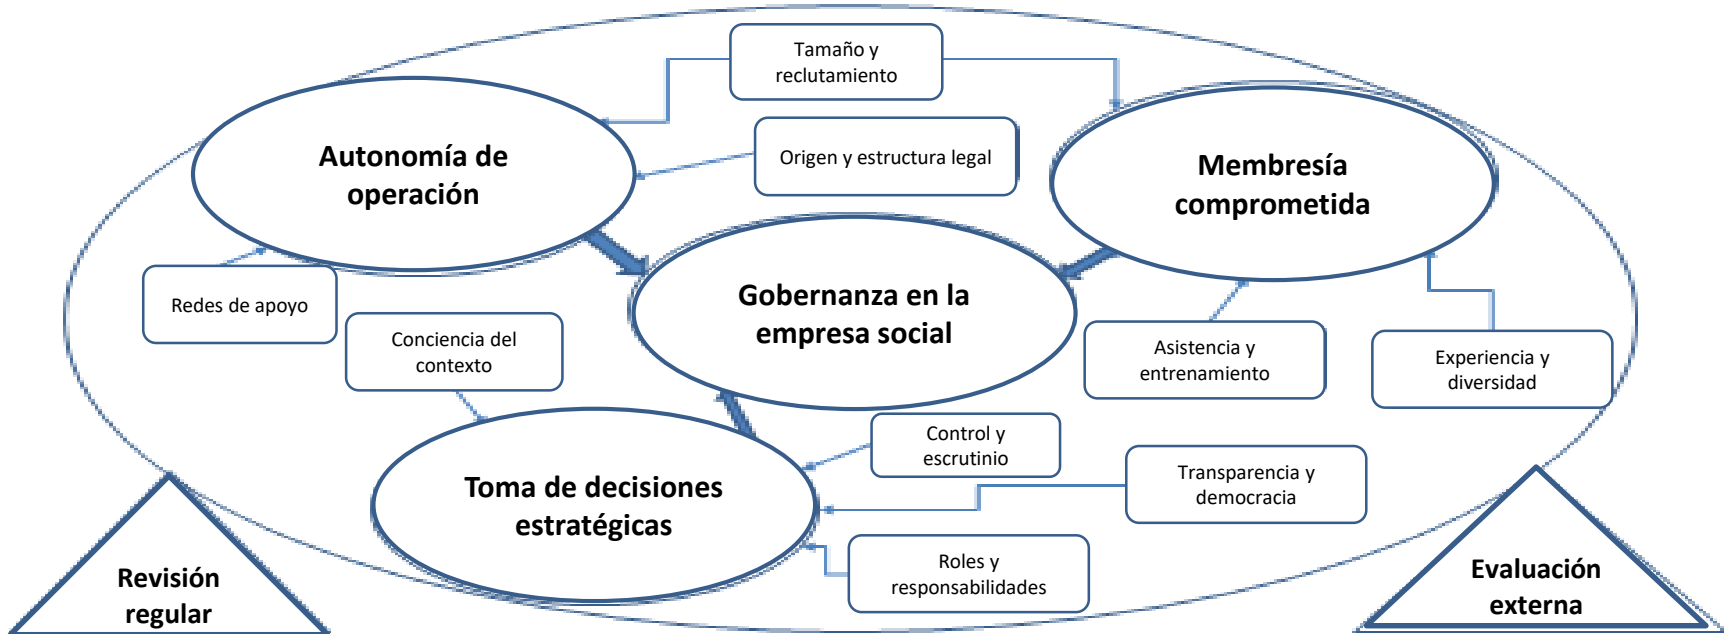 Tamaño y
reclutamiento
Autonomía de
operación
Origen y estructura legal
Membresía
comprometida
Redes de apoyo
Gobernanza en la
empresa social
Conciencia del
contexto
Asistencia y
entrenamiento
Experiencia y
diversidad
Toma de decisiones
estratégicas
Control y
escrutinio
Transparencia y
democracia
Roles y
responsabilidades
Revisión
regular
Evaluación
externa